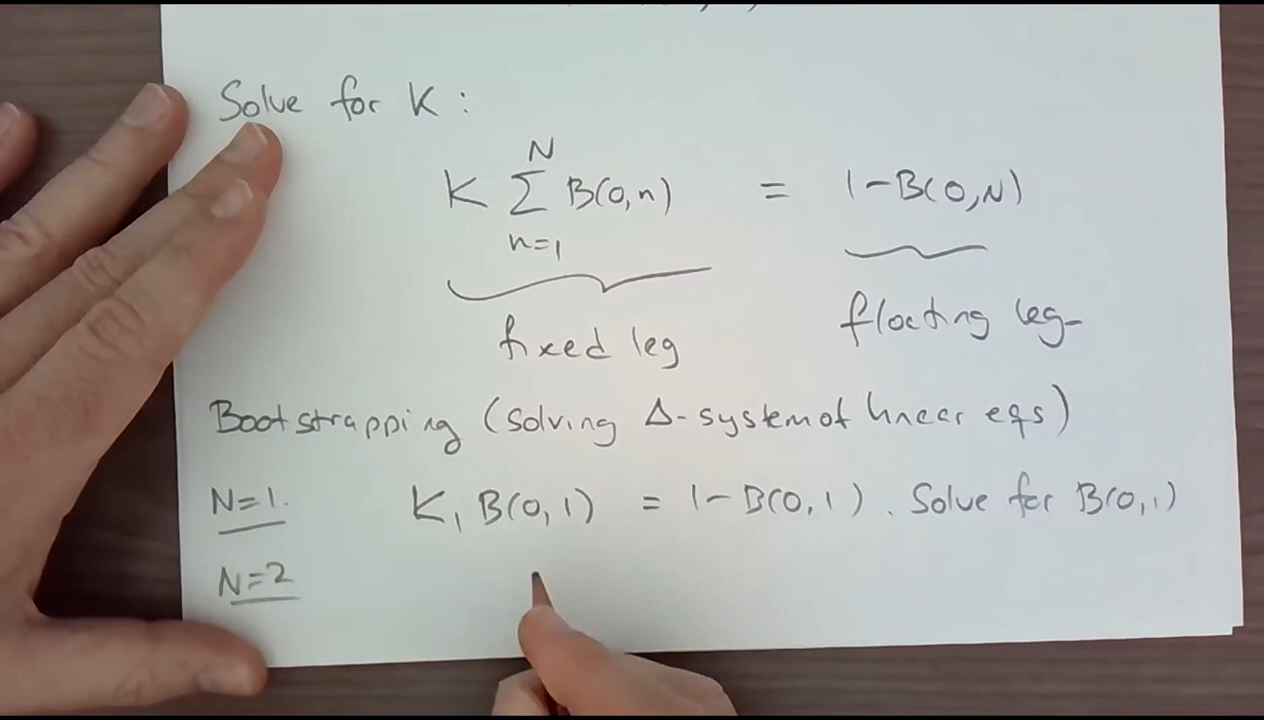 Solve for K :
N
K Σ B(0,n) = 1-B(0,N)
n=1
fixed leg floating leg
Bootstrapping (solving Δ-system of linear eqs)
N=1. K₁ B(0,1) = 1-B(0,1). Solve for B(0,1)
N=2